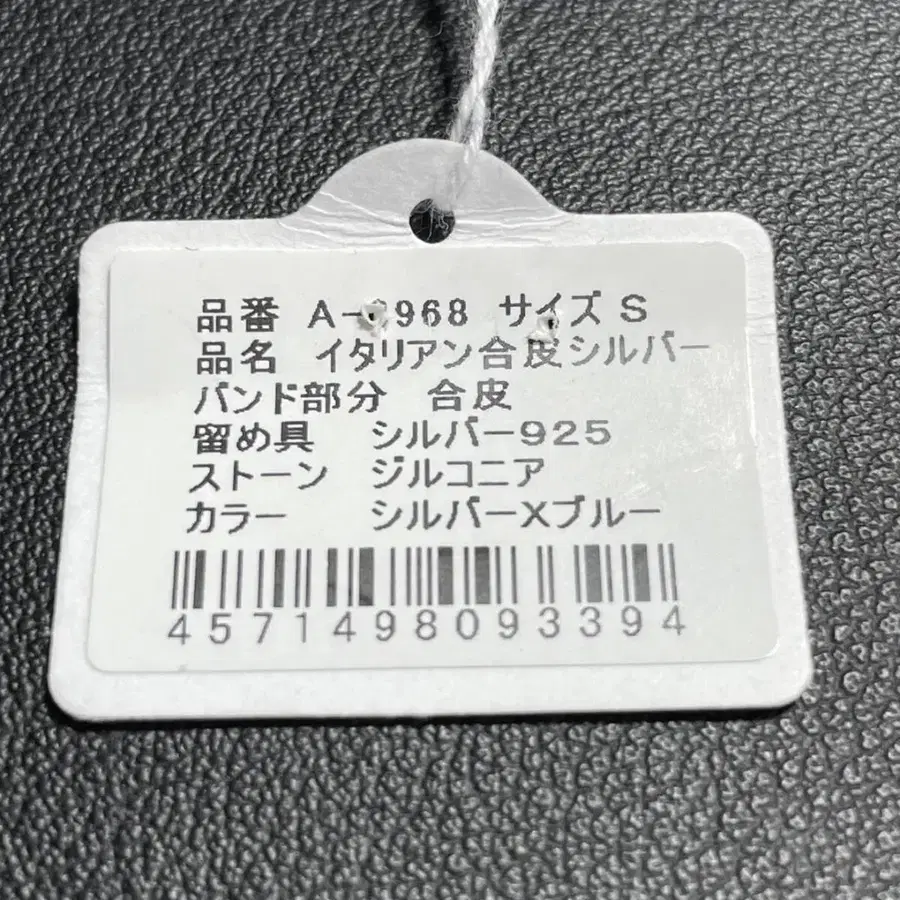 品番 サイズ S
品名 イタリアン合皮シルバー
バンド部分 合皮
留め具 シルバー925
ストーン ジルコニア
カラー シルバーXブルー
4571498093394